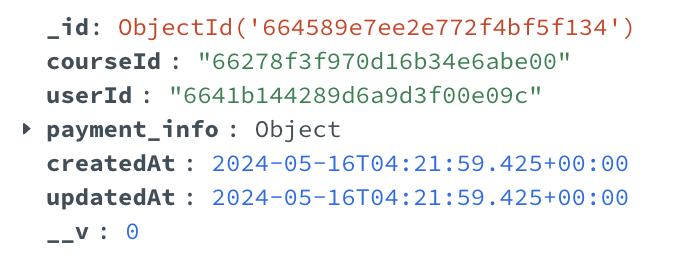 _id: ObjectId('664589e7ee2e772f4bf5f134')
courseId : "66278f3f970d16b34e6abe00"
userId : "6641b144289d6a9d3f00e09c"
payment_info : Object
createdAt : 2024-05-16T04:21:59.425+00:00
updatedAt : 2024-05-16T04:21:59.425+00:00
__v : 0